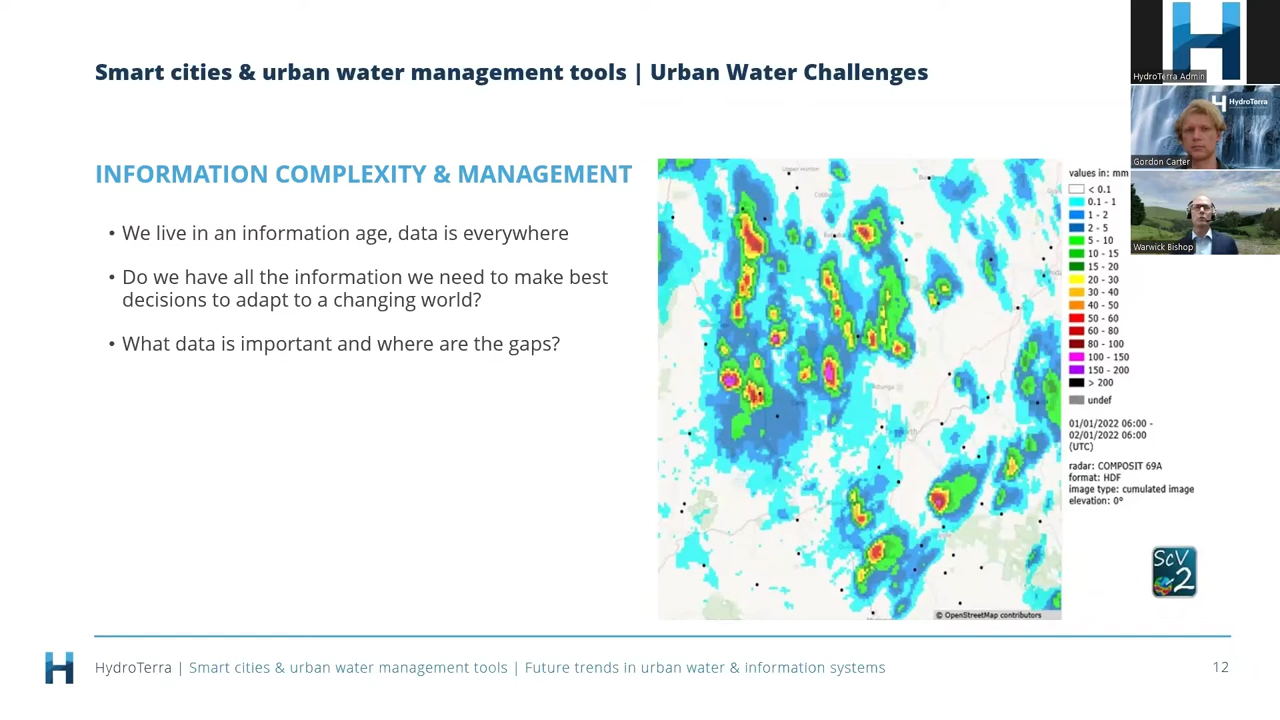 Smart cities & urban water management tools | Urban Water Challenges
HydroTerra Admin
HydroTerra
Gordon Carter
Warwick Bishop
INFORMATION COMPLEXITY & MANAGEMENT
• We live in an information age, data is everywhere
• Do we have all the information we need to make best
decisions to adapt to a changing world?
• What data is important and where are the gaps?
values in: mm
< 0.1
0.1 - 1
1 - 2
2 - 5
5 - 10
10 - 15
15 - 20
20 - 30
30 - 40
40 - 50
50 - 60
60 - 80
80 - 100
100 - 150
150 - 200
> 200
undef
01/01/2022 06:00 -
02/01/2022 06:00
(UTC)
radar: COMPOSIT 69A
format: HDF
image type: cumulated image
elevation: 0°
ScV
2
© OpenStreetMap contributors
HydroTerra | Smart cities & urban water management tools | Future trends in urban water & information systems
12